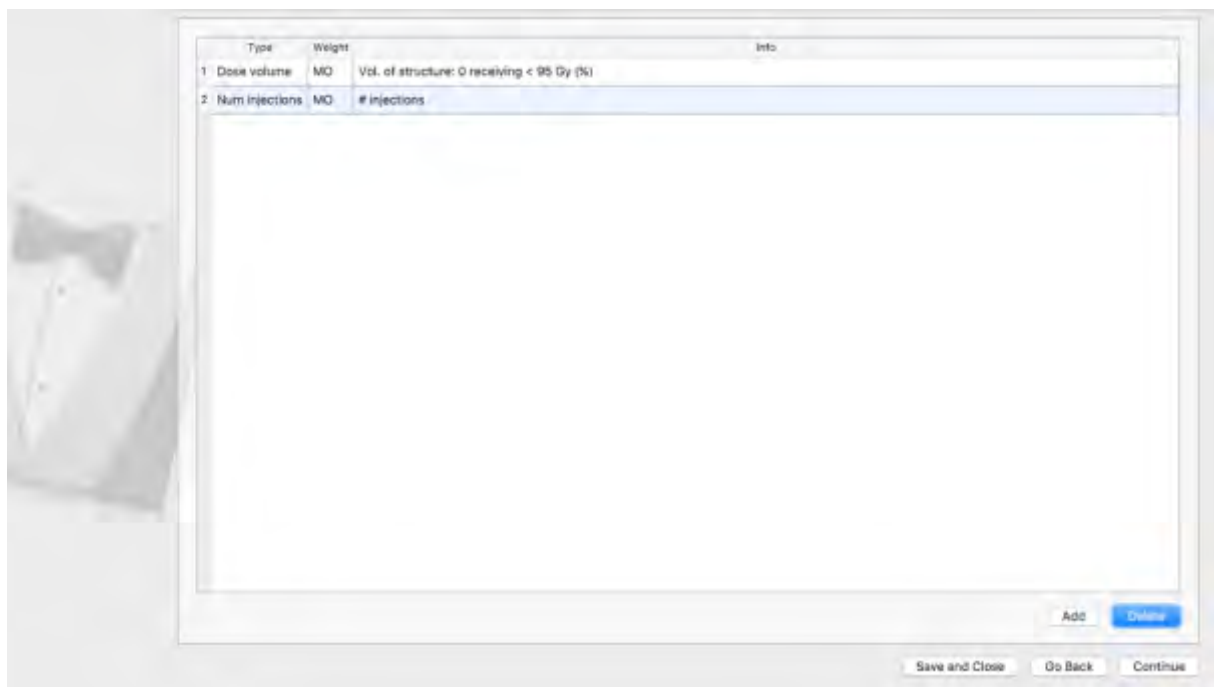 Type Weight Info
1 Dose volume MO Vol. of structure: 0 receiving < 95 Gy (%)
2 Num injections MO # injections
Add Delete
Save and Close Go Back Continue